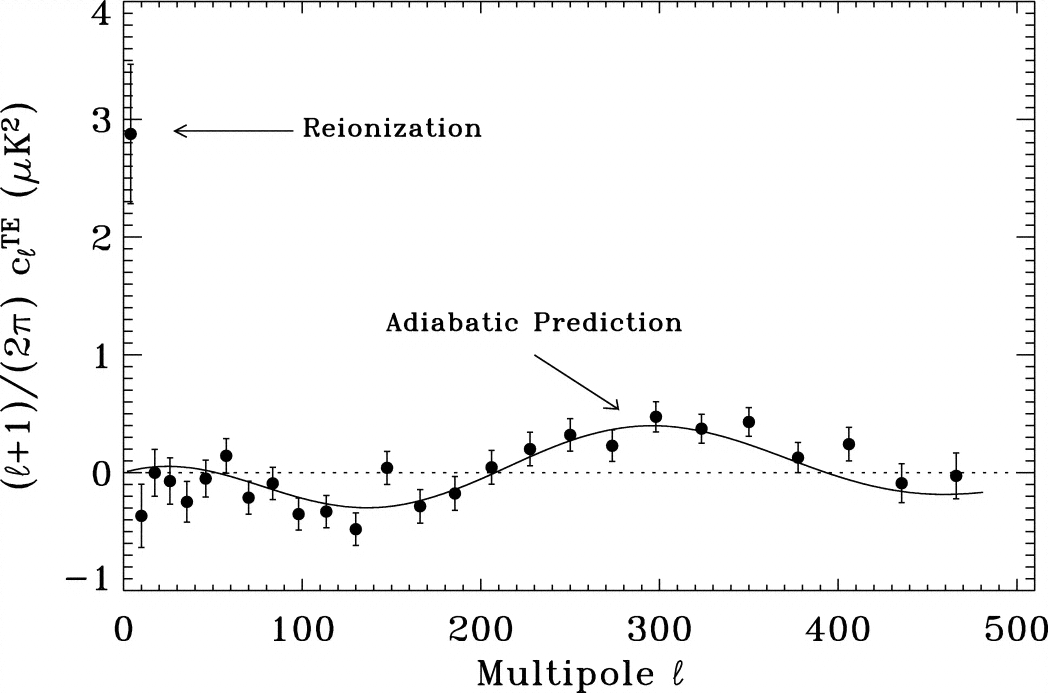 4
3
2
1
0
−1
(ℓ+1)/(2π) cℓᵀᴱ (μK²)
Reionization
Adiabatic Prediction
0 100 200 300 400 500
Multipole ℓ